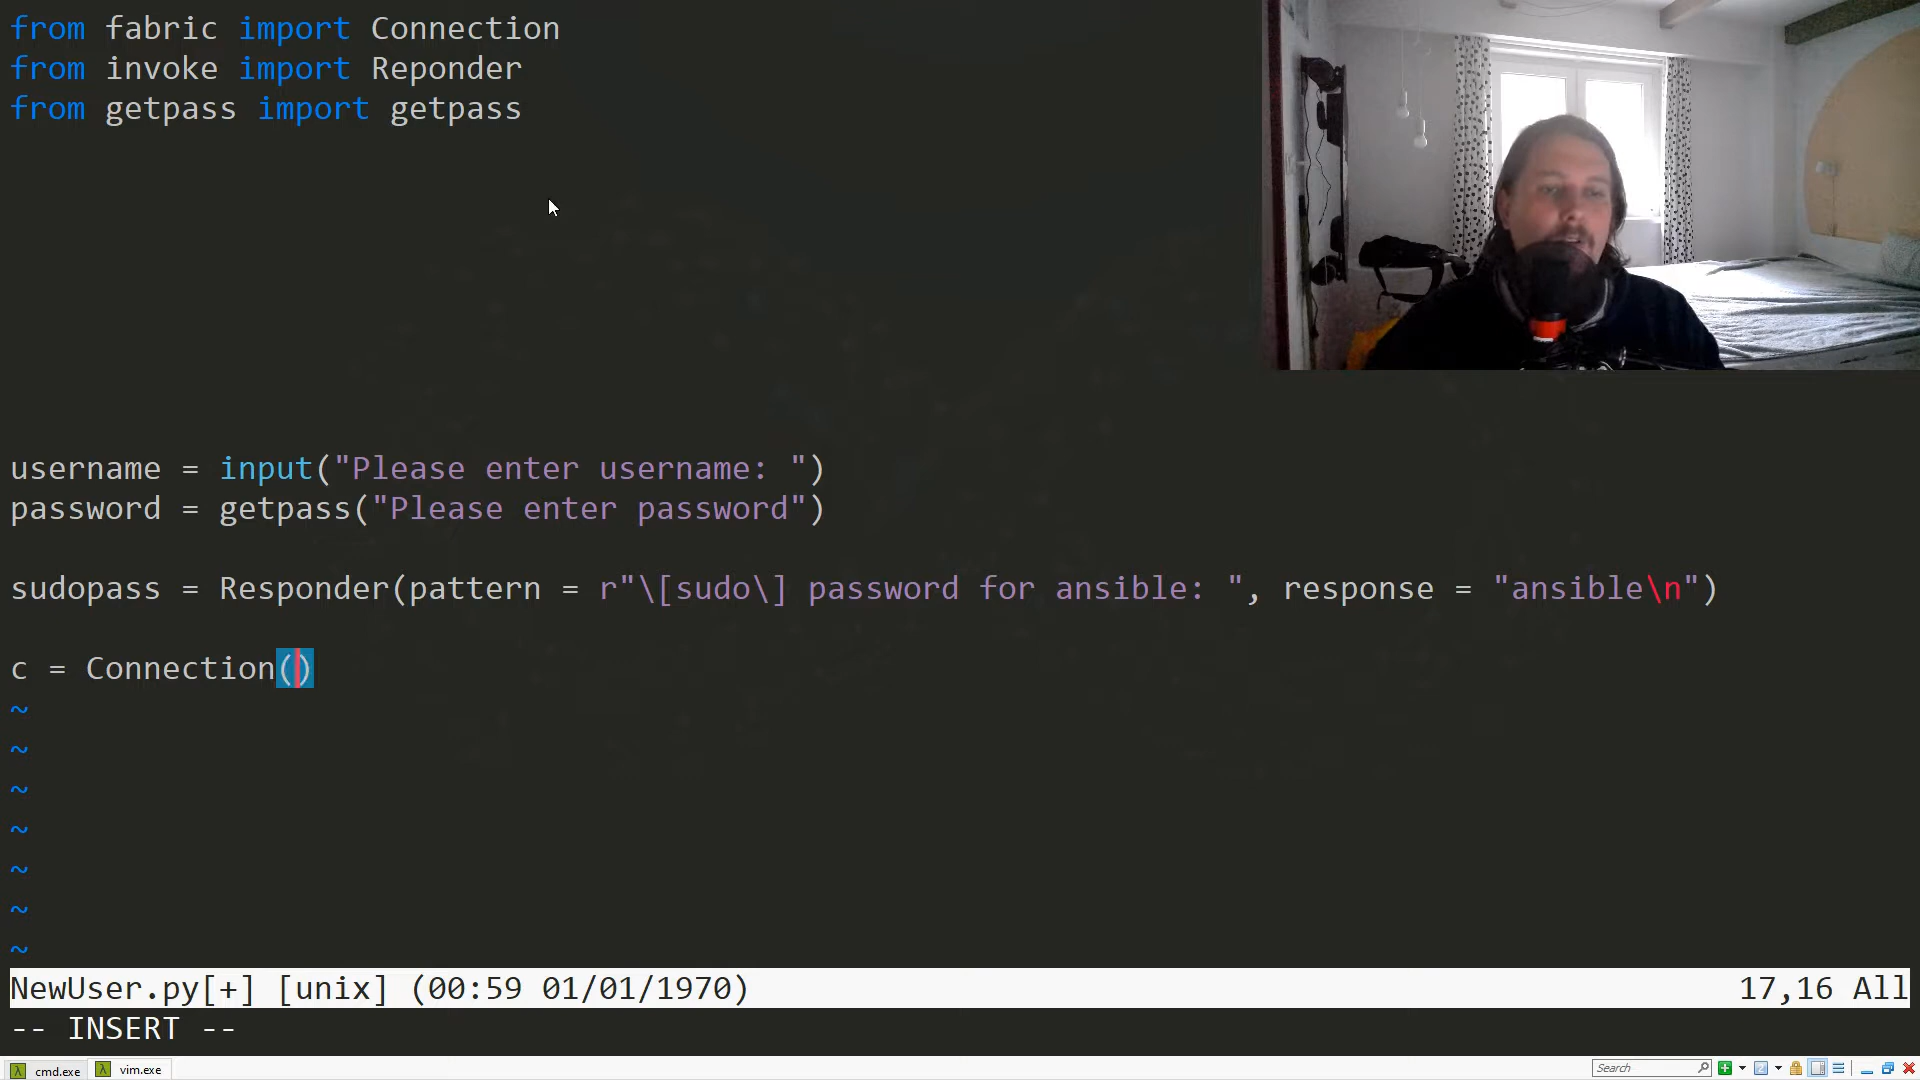 from fabric import Connection
from invoke import Reponder
from getpass import getpass
username = input("Please enter username: ")
password = getpass("Please enter password")
sudopass = Responder(pattern = r"\[sudo\] password for ansible: ", response = "ansible\n")
c = Connection()
~
~
~
~
~
~
~
NewUser.py[+] [unix] (00:59 01/01/1970) 17,16 All
-- INSERT --
cmd.exe vim.exe Search